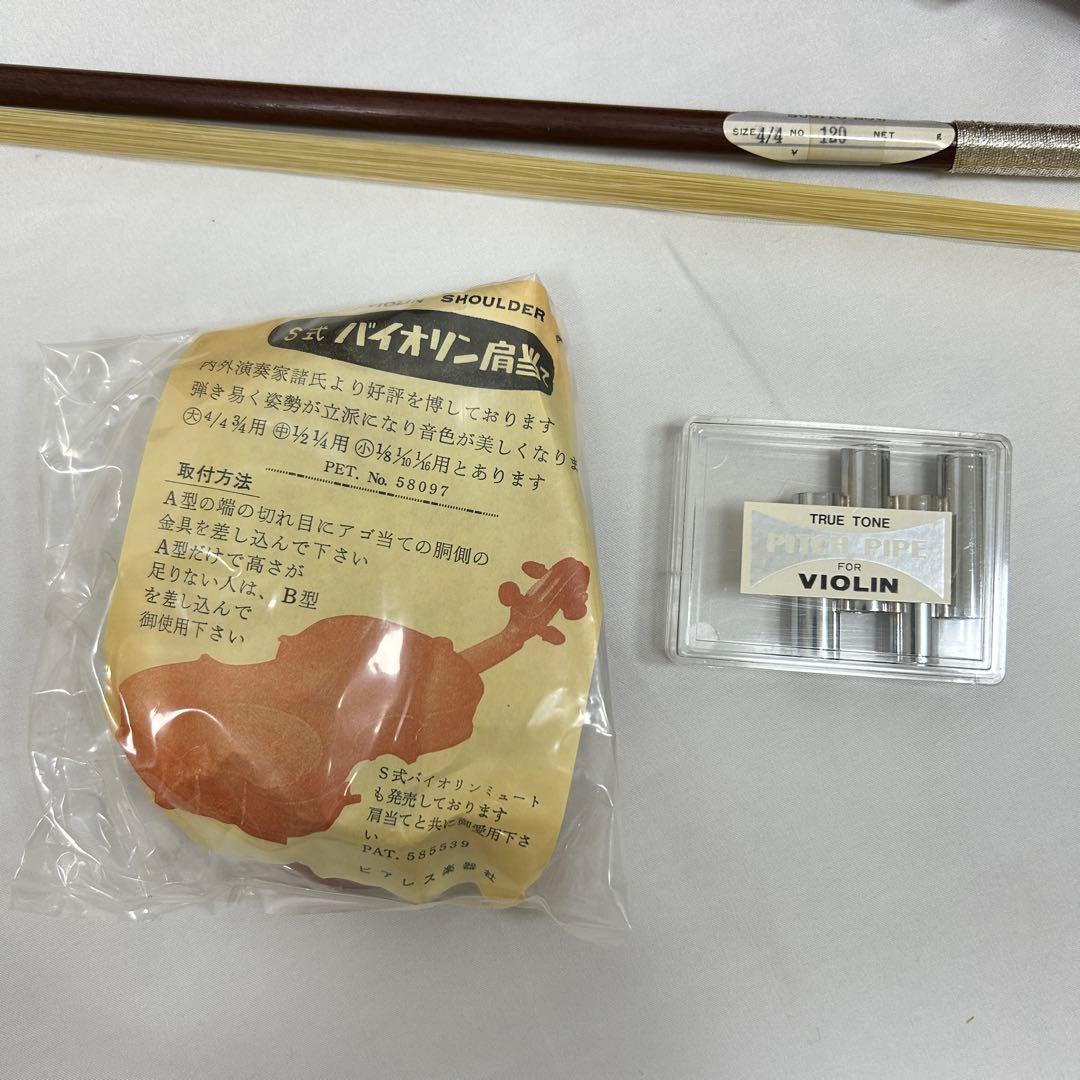 SIZE 4/4 NO 120 NET g
¥
SHOULDER
S式 バイオリン肩当て
内外演奏家諸氏より好評を博しております
弾き易く姿勢が立派になり音色が美しくなりま
大 4/4 3/4用 中 1/2 1/4用 小 1/8 1/10 1/16用とあります
PET. No. 58097
取付方法
A型の端の切れ目にアゴ当ての胴側の
金具を差し込んで下さい
A型だけで高さが
足りない人は、B型
を差し込んで
御使用下さい
S式バイオリンミュート
も発売しております
肩当てと共に御愛用下さ
い
PAT. 585539
ピアレス楽器社
TRUE TONE
PITCH PIPE
FOR
VIOLIN